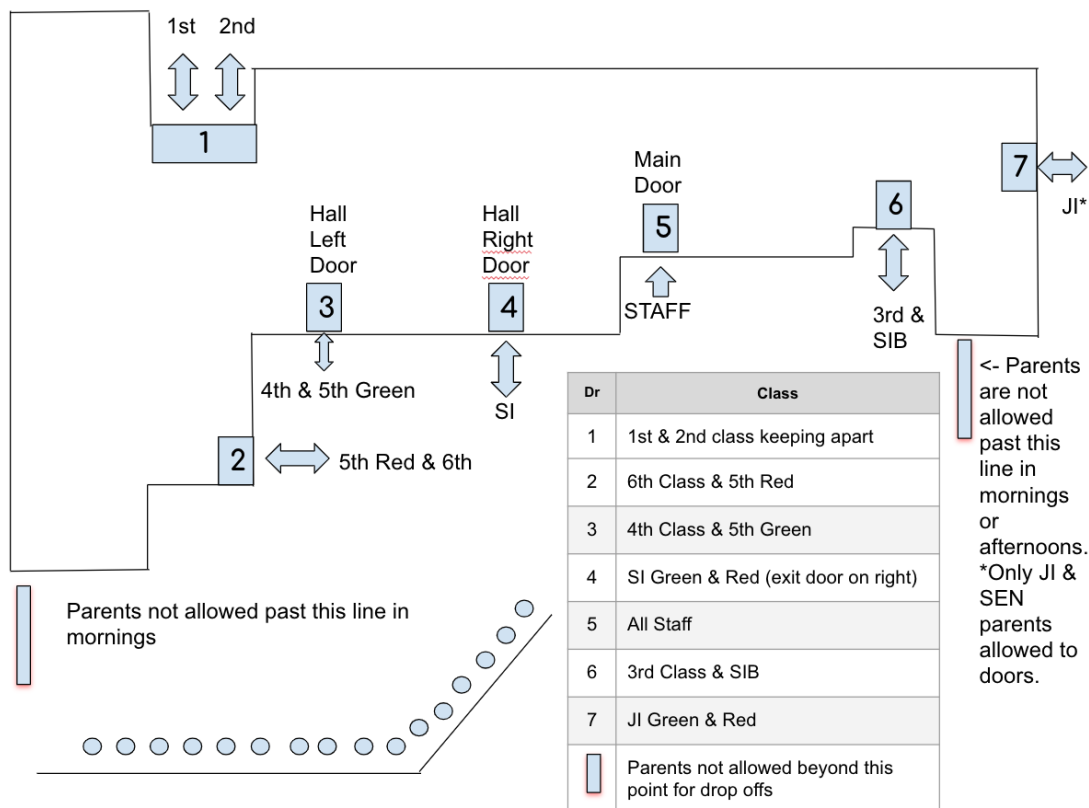 1st 2nd
1
Main
Door
7
JI*
6
5
STAFF
3rd &
SIB
Hall
Left
Door
3
4th & 5th Green
Hall
Right
Door
4
SI
2
5th Red & 6th
<- Parents
are not
allowed
past this
line in
mornings
or
afternoons.
*Only JI &
SEN
parents
allowed to
doors.
Dr Class
1 1st & 2nd class keeping apart
2 6th Class & 5th Red
3 4th Class & 5th Green
4 SI Green & Red (exit door on right)
5 All Staff
6 3rd Class & SIB
7 JI Green & Red
Parents not allowed beyond this
point for drop offs
Parents not allowed past this line in
mornings